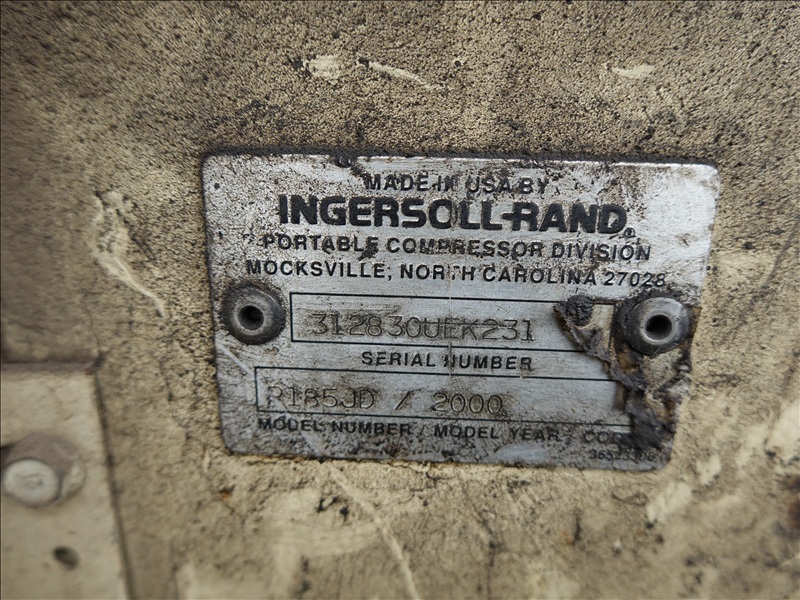 MADE IN USA BY
INGERSOLL-RAND®
PORTABLE COMPRESSOR DIVISION
MOCKSVILLE, NORTH CAROLINA 27028
312830UEK231
SERIAL NUMBER
P185JD / 2000
MODEL NUMBER / MODEL YEAR /